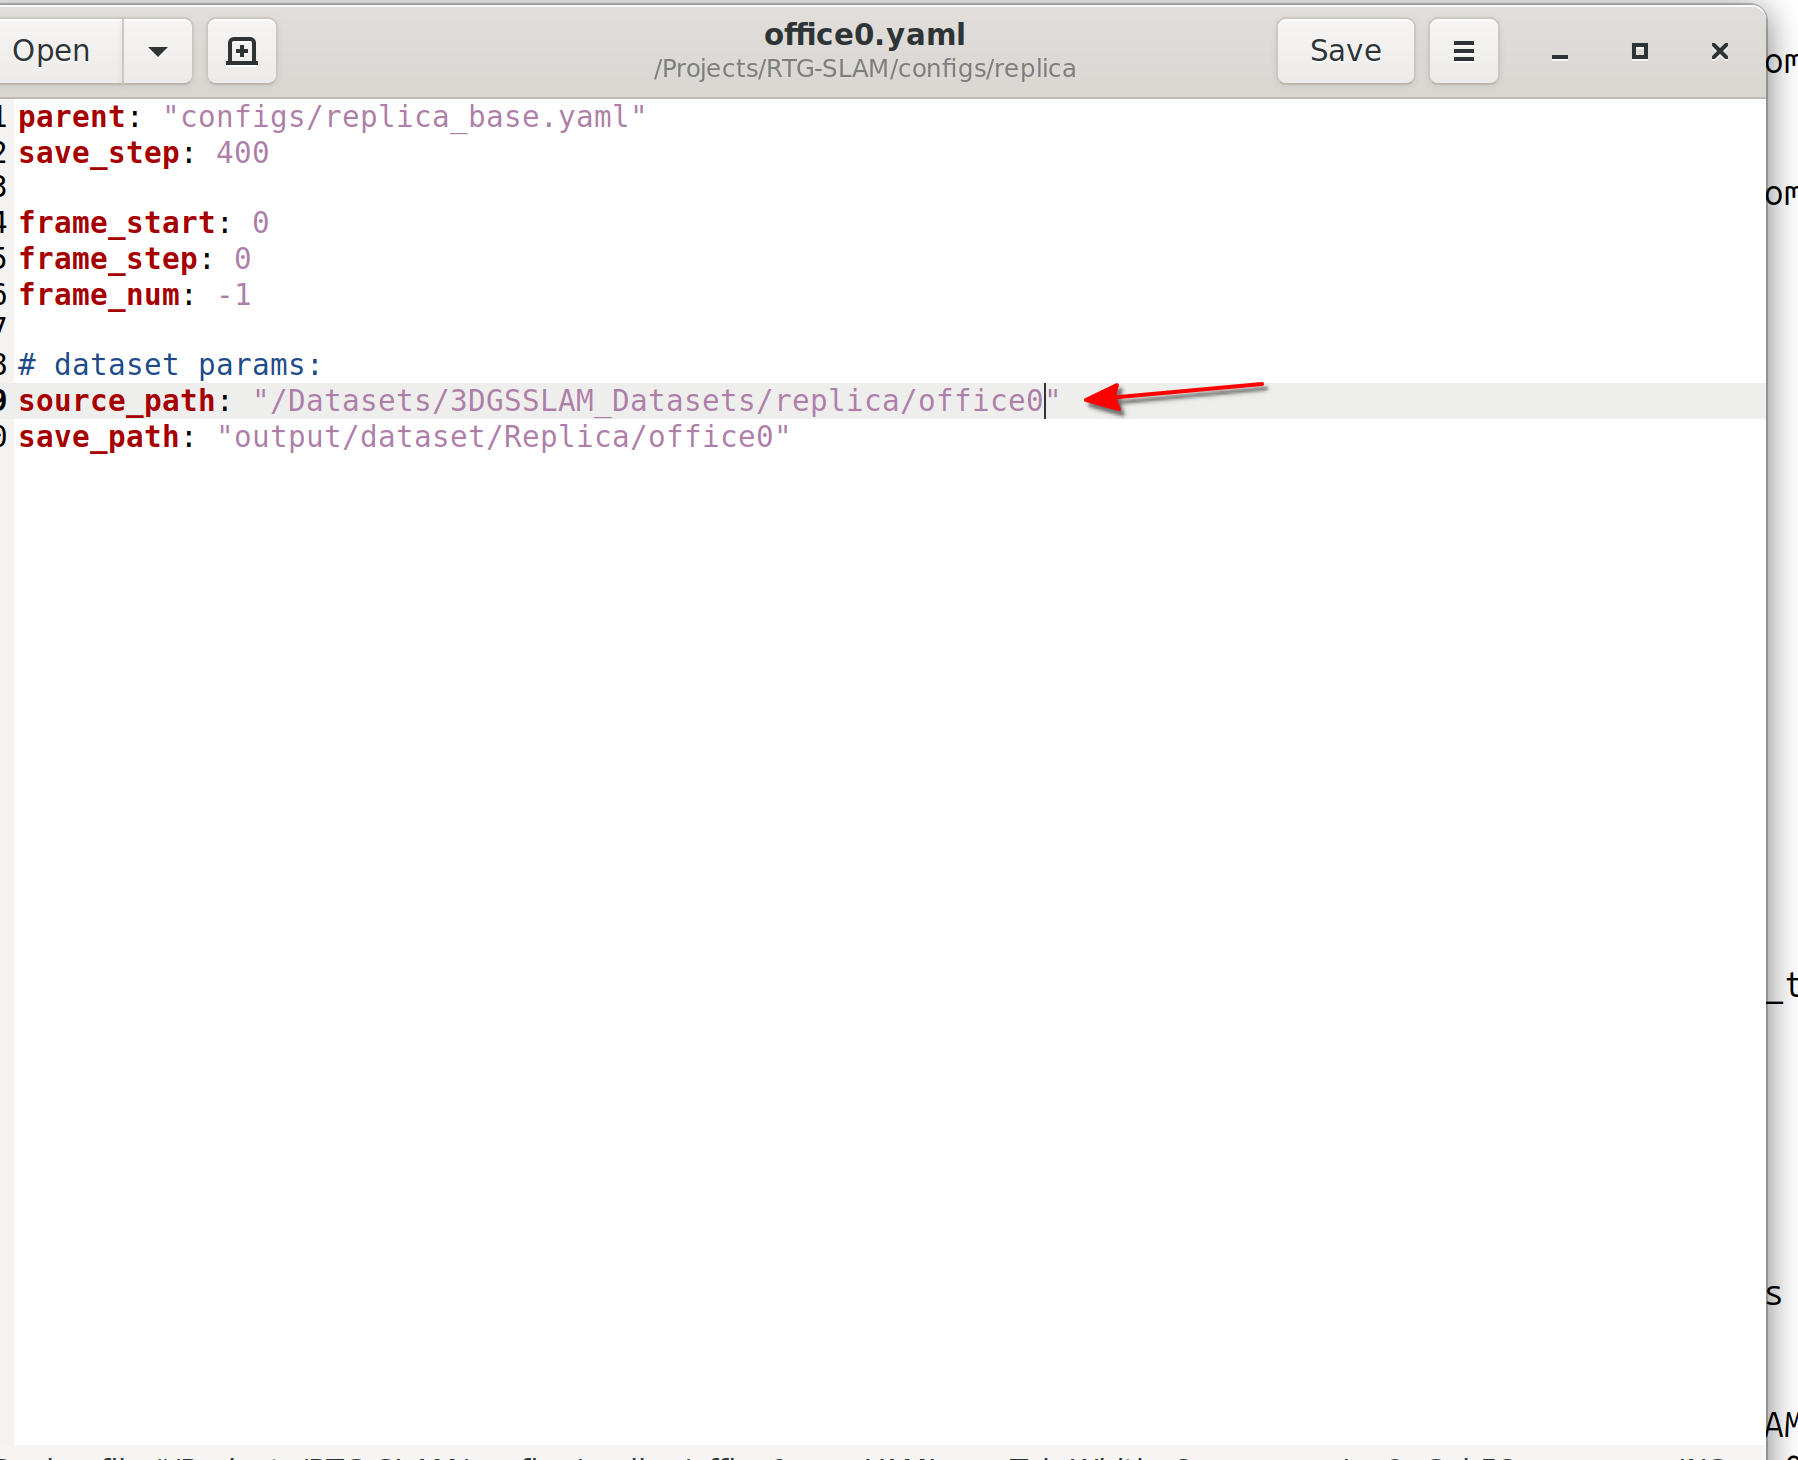 Open
office0.yaml
/Projects/RTG-SLAM/configs/replica
Save
1 parent: "configs/replica_base.yaml"
2 save_step: 400
3
4 frame_start: 0
5 frame_step: 0
6 frame_num: -1
7
8 # dataset params:
9 source_path: "/Datasets/3DGSSLAM_Datasets/replica/office0"
0 save_path: "output/dataset/Replica/office0"
om
om
_t
s
AM